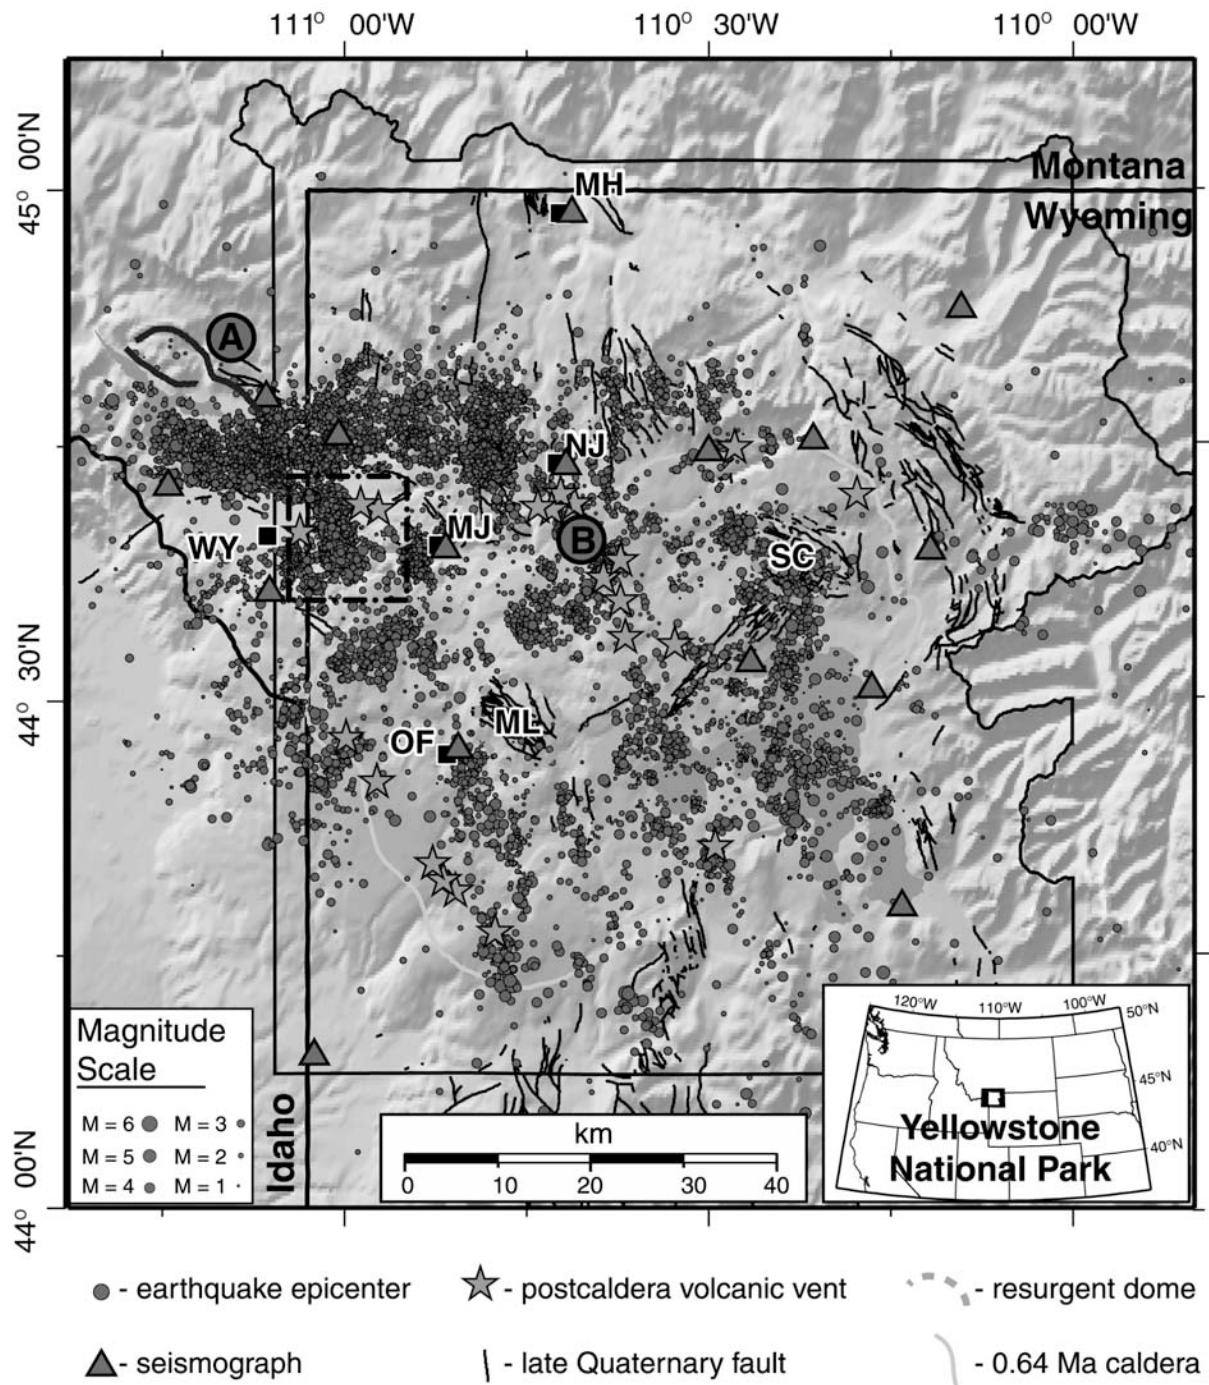 111° 00'W
110° 30'W
110° 00'W
45° 00'N
Montana
Wyoming
MH
A
NJ
MJ
B
WY
SC
44° 30'N
ML
OF
Magnitude
Scale
M = 6 M = 3
M = 5 M = 2
M = 4 M = 1
Idaho
km
0 10 20 30 40
120°W 110°W 100°W
50°N
45°N
40°N
Yellowstone
National Park
44° 00'N
- earthquake epicenter
- postcaldera volcanic vent
- resurgent dome
- seismograph
- late Quaternary fault
- 0.64 Ma caldera